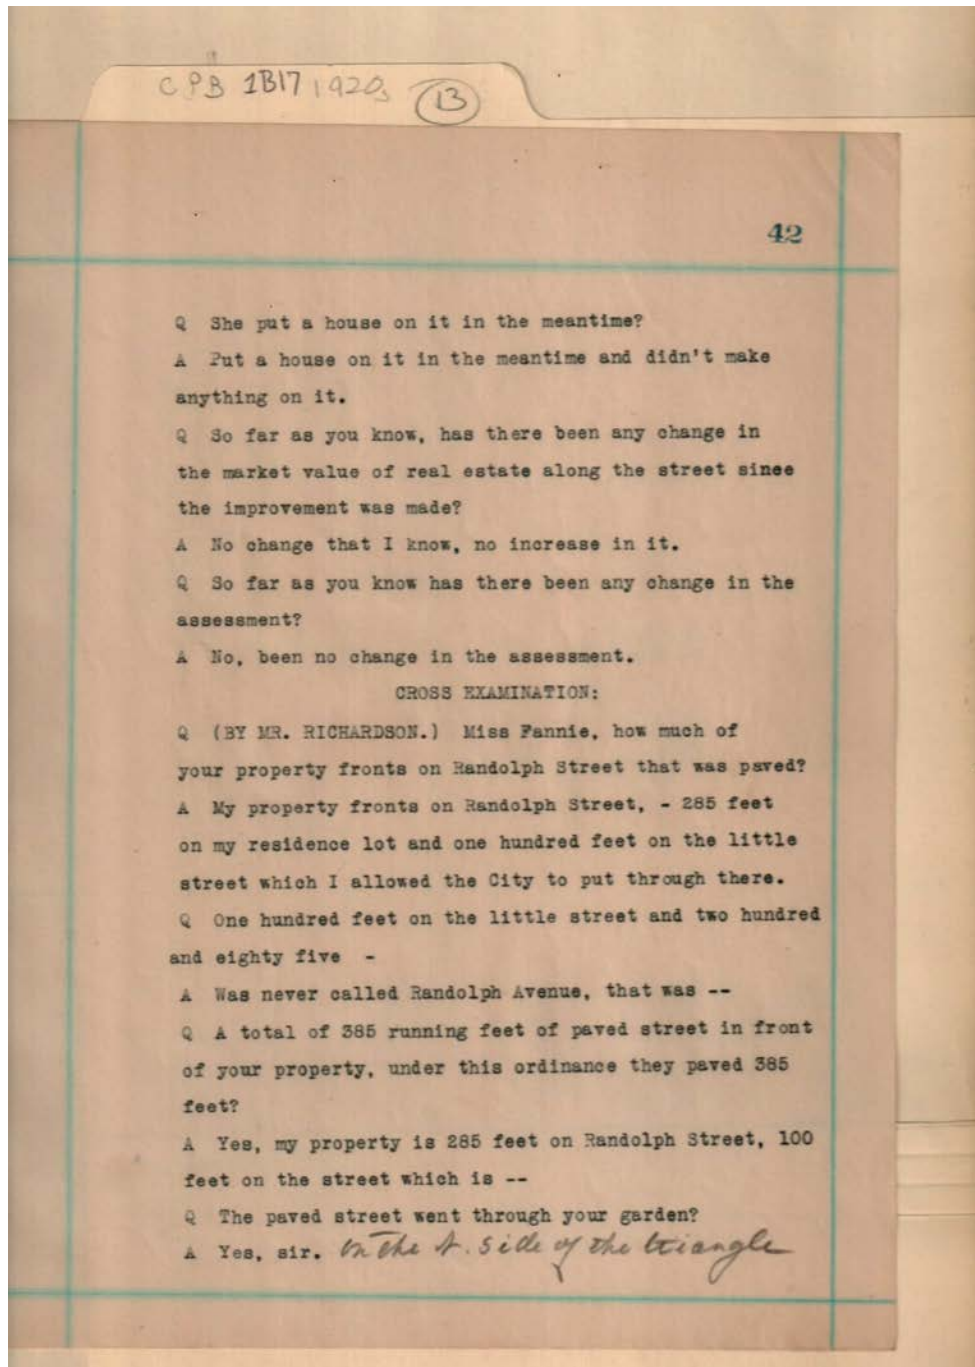 CPB 1B17 1920s 13
42
Q She put a house on it in the meantime?
A Put a house on it in the meantime and didn't make
anything on it.
Q So far as you know, has there been any change in
the market value of real estate along the street since
the improvement was made?
A No change that I know, no increase in it.
Q So far as you know has there been any change in the
assessment?
A No, been no change in the assessment.
CROSS EXAMINATION:
Q (BY MR. RICHARDSON.) Miss Fannie, how much of
your property fronts on Randolph Street that was paved?
A My property fronts on Randolph Street, - 285 feet
on my residence lot and one hundred feet on the little
street which I allowed the City to put through there.
Q One hundred feet on the little street and two hundred
and eighty five -
A Was never called Randolph Avenue, that was --
Q A total of 385 running feet of paved street in front
of your property, under this ordinance they paved 385
feet?
A Yes, my property is 285 feet on Randolph Street, 100
feet on the street which is --
Q The paved street went through your garden?
A Yes, sir. On the side of the triangle